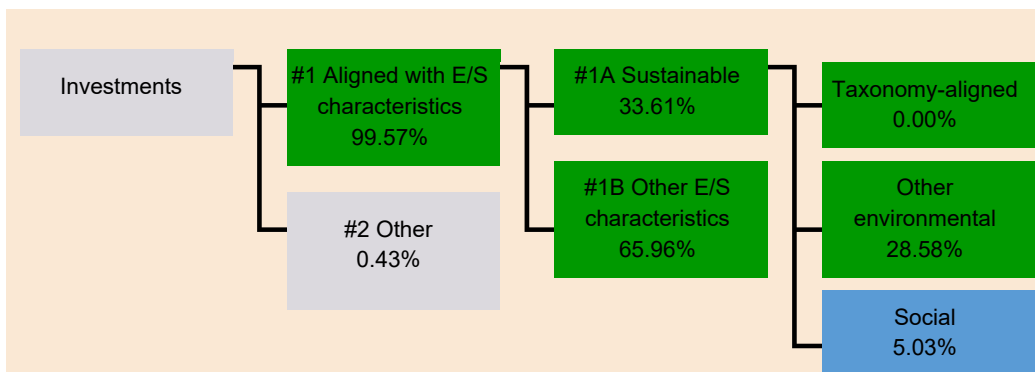 Investments
#1 Aligned with E/S
characteristics
99.57%
#2 Other
0.43%
#1A Sustainable
33.61%
#1B Other E/S
characteristics
65.96%
Taxonomy-aligned
0.00%
Other
environmental
28.58%
Social
5.03%